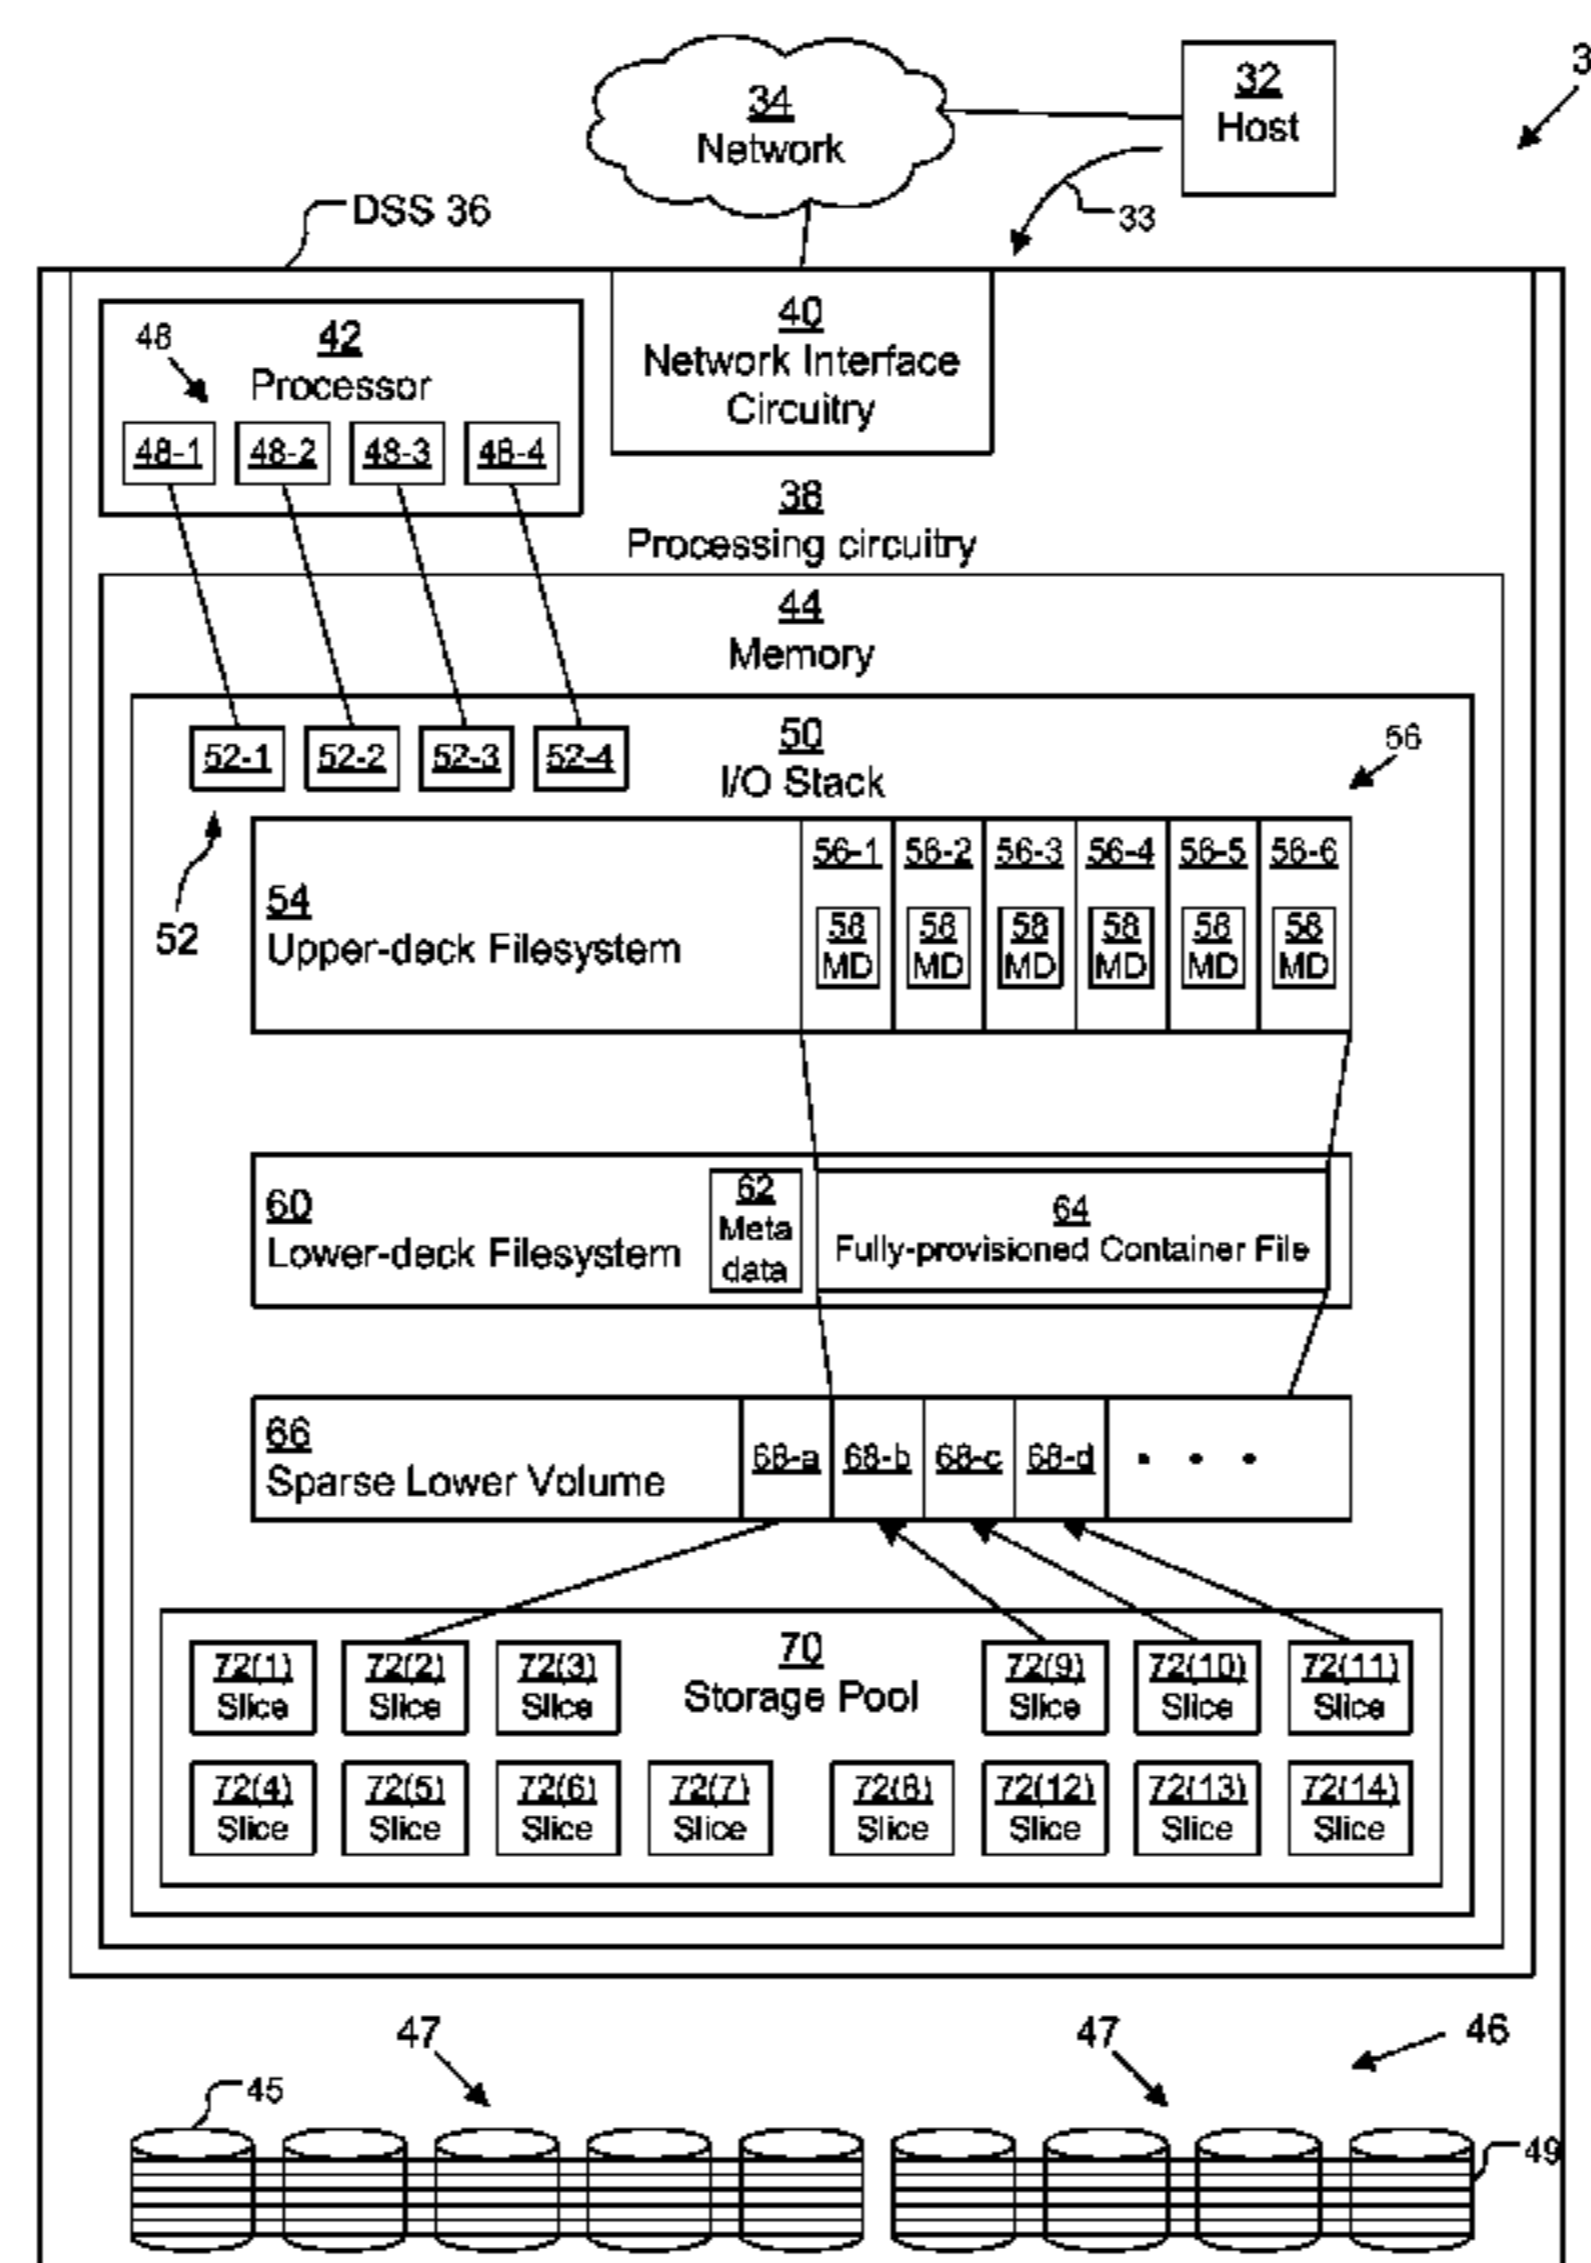 3
34
Network
32
Host
33
DSS 36
48
42
Processor
48-1 48-2 48-3 48-4
40
Network Interface
Circuitry
38
Processing circuitry
44
Memory
52-1 52-2 52-3 52-4
50
I/O Stack
56
52
54
Upper-deck Filesystem
56-1 56-2 56-3 56-4 56-5 56-6
58 58 58 58 58 58
MD MD MD MD MD MD
60
Lower-deck Filesystem
62
Meta
data
64
Fully-provisioned Container File
66
Sparse Lower Volume
68-a 68-b 68-c 68-d • • •
70
Storage Pool
72(1) 72(2) 72(3) 72(9) 72(10) 72(11)
Slice Slice Slice Slice Slice Slice
72(4) 72(5) 72(6) 72(7) 72(8) 72(12) 72(13) 72(14)
Slice Slice Slice Slice Slice Slice Slice Slice
47
47
46
45
49